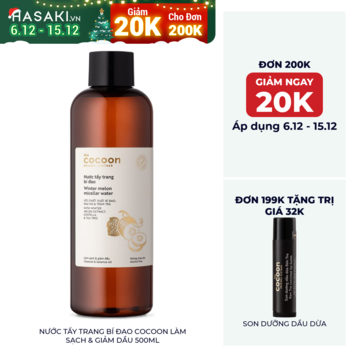 HASAKI.VN
6.12 - 15.12
Giảm
20K
Cho Đơn
200K
ĐƠN 200K
GIẢM NGAY
20K
Áp dụng 6.12 - 15.12
the
cocoon
Nước tẩy trang
bí đao
Winter melon
micellar water
ĐƠN 199K TẶNG TRỊ
GIÁ 32K
cocoon
SON DƯỠNG DẦU DỪA
NƯỚC TẨY TRANG BÍ ĐAO COCOON LÀM
SẠCH & GIẢM DẦU 500ML